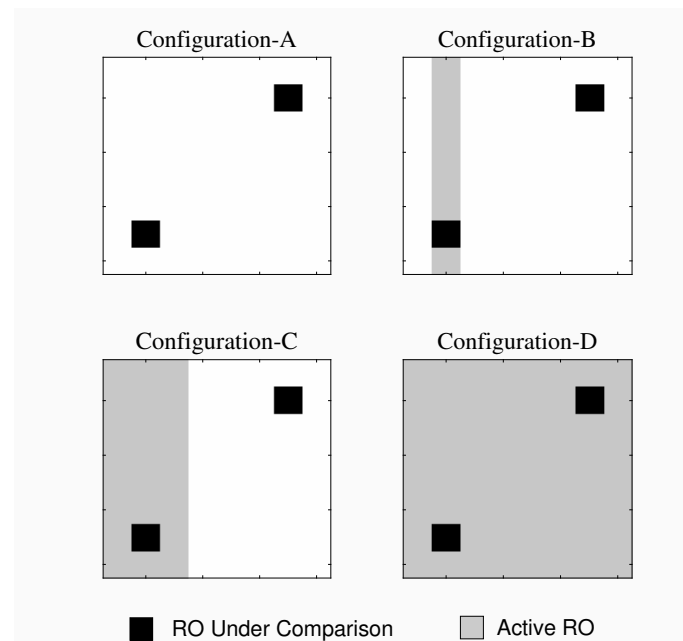 Configuration-A
Configuration-B
Configuration-C
Configuration-D
RO Under Comparison
Active RO